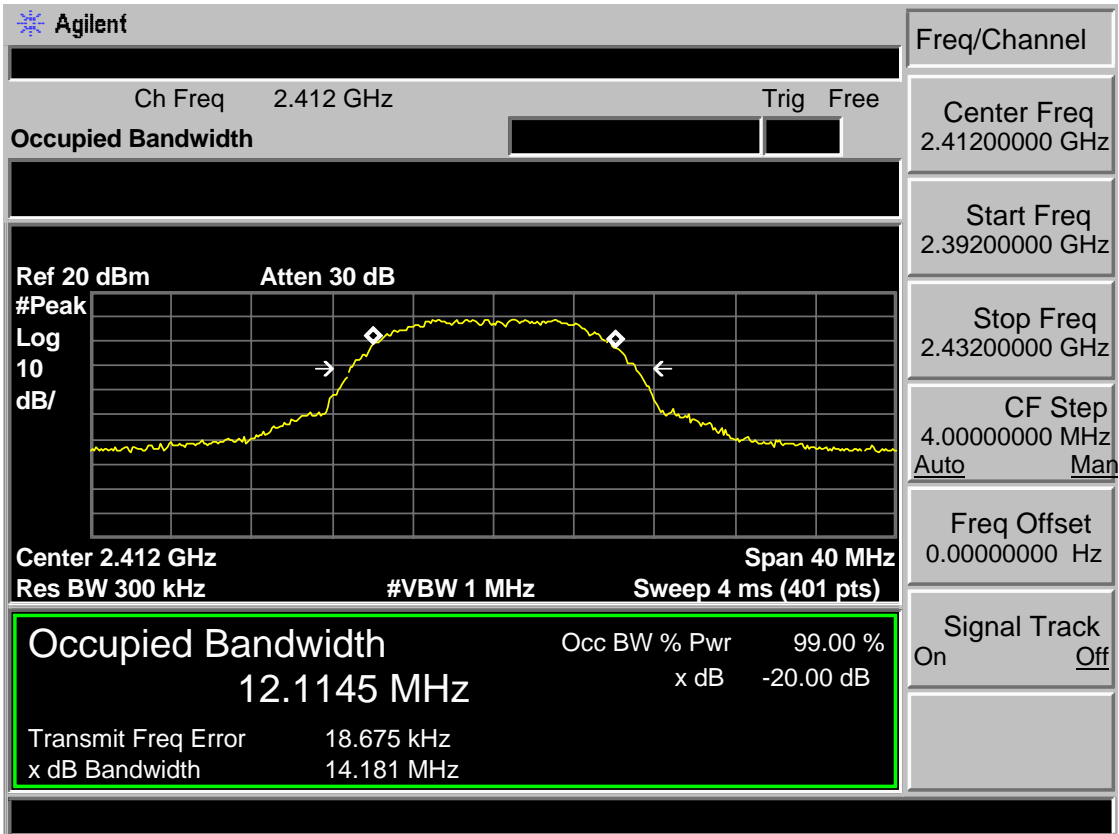 Agilent
Freq/Channel
Ch Freq 2.412 GHz Trig Free
Occupied Bandwidth
Center Freq
2.41200000 GHz
Start Freq
2.39200000 GHz
Stop Freq
2.43200000 GHz
CF Step
4.00000000 MHz
Auto Man
Freq Offset
0.00000000 Hz
Signal Track
On Off
Ref 20 dBm Atten 30 dB
#Peak
Log
10
dB/
Center 2.412 GHz Span 40 MHz
Res BW 300 kHz #VBW 1 MHz Sweep 4 ms (401 pts)
Occupied Bandwidth Occ BW % Pwr 99.00 %
12.1145 MHz x dB -20.00 dB
Transmit Freq Error 18.675 kHz
x dB Bandwidth 14.181 MHz